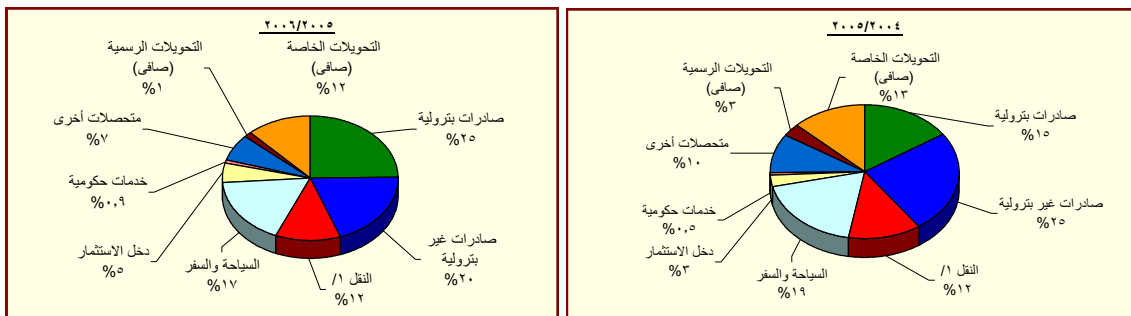 ٢٠٠٥/٢٠٠٤
التحويلات الخاصة
(صافى)
%١٣
التحويلات الرسمية
(صافى)
%٣
صادرات بترولية
%١٥
متحصلات أخرى
%١٠
صادرات غير بترولية
%٢٥
خدمات حكومية
%٠,٥
دخل الاستثمار
%٣
السياحة والسفر
%١٩
النقل ١/
%١٢
٢٠٠٦/٢٠٠٥
التحويلات الخاصة
(صافى)
%١٢
التحويلات الرسمية
(صافى)
%١
صادرات بترولية
%٢٥
متحصلات أخرى
%٧
خدمات حكومية
%٠,٩
صادرات غير
بترولية
%٢٠
دخل الاستثمار
%٥
السياحة والسفر
%١٧
النقل ١/
%١٢